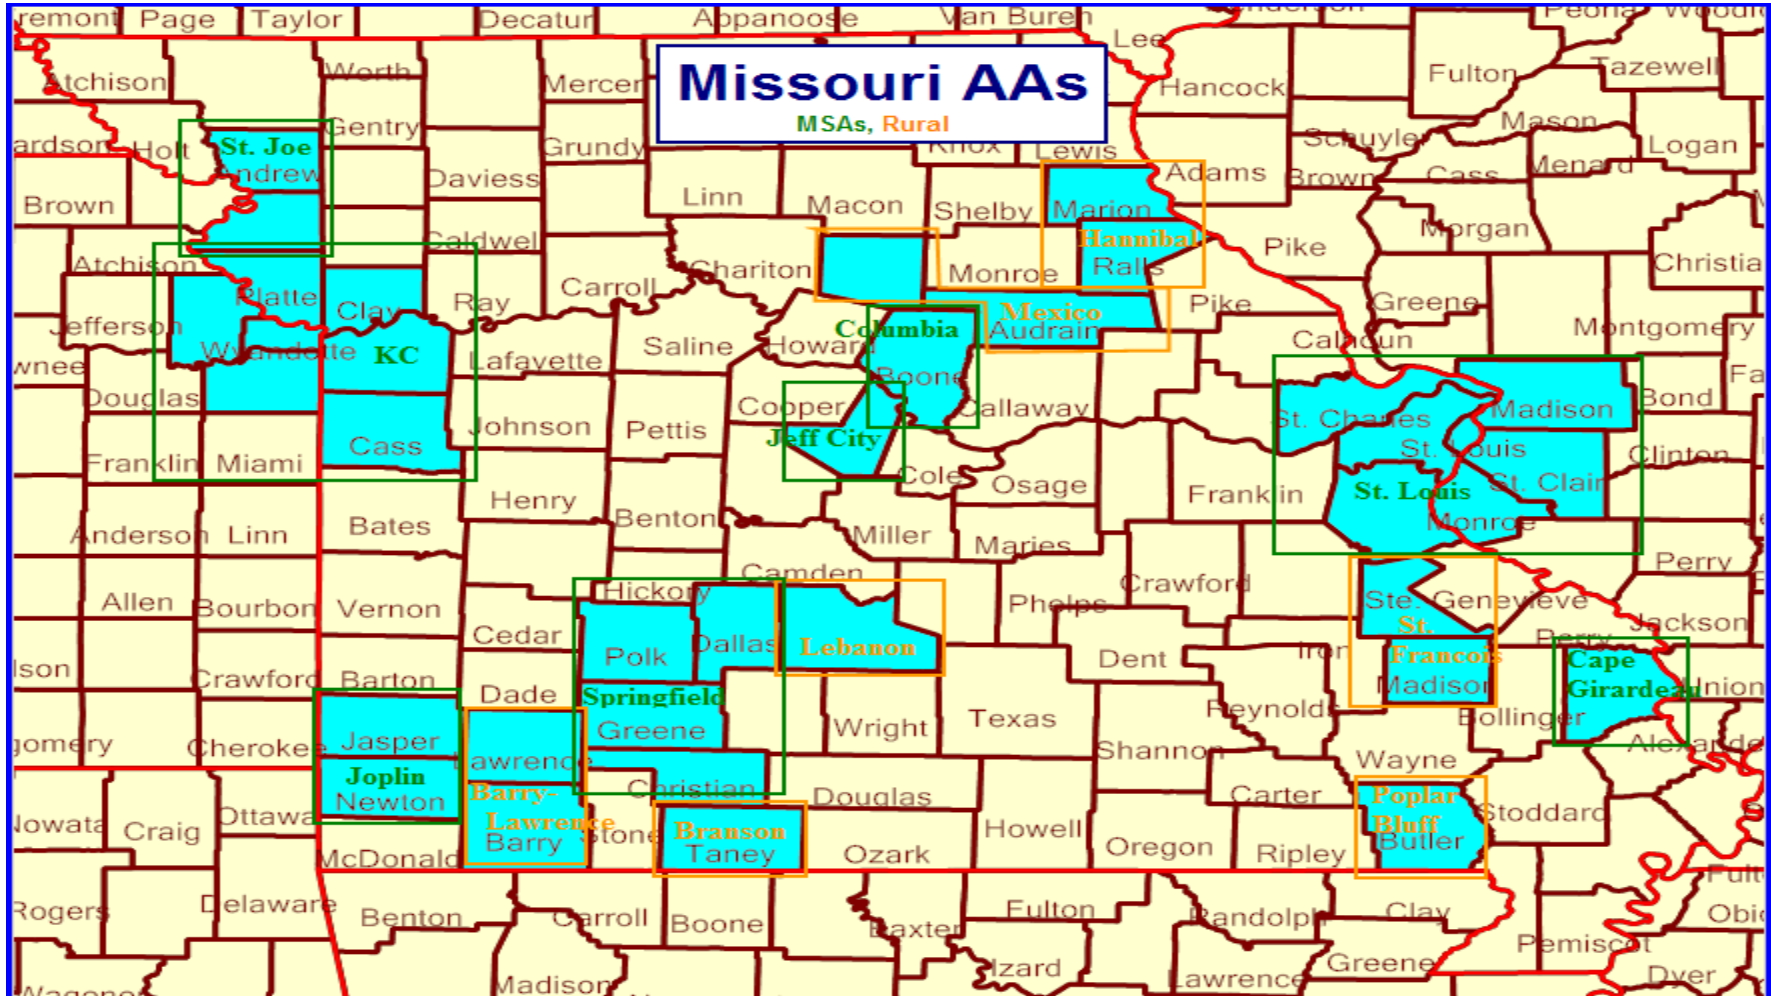 Page
Taylor
Decatur
Appanoose
Van Buren
Peoria
Lee
Atchison
Worth
Mercer
Missouri AAs
MSAs, Rural
Hancock
Fulton
Tazewell
Gentry
Mason
Holt
St. Joe
Andrew
Grundy
Knox
Lewis
Schuyler
Logan
Menard
Brown
Daviess
Linn
Macon
Shelby
Marion
Adams
Brown
Cass
Morgan
Caldwel
Hannibal
Pike
Atchison
Platte
Clay
Ray
Carroll
Chariton
Monroe
Ralls
Pike
Greene
Christia
Jefferson
Wyandotte
KC
Lafayette
Saline
Howard
Columbia
Mexico
Audrain
Calhoun
Montgomery
Boone
Douglas
Cass
Johnson
Pettis
Cooper
Jeff City
Callaway
St. Charles
Madison
Bond
St. Louis
Clinton
Franklin
Miami
Cole
Osage
Franklin
St. Louis
St. Clair
Henry
Anderson
Linn
Bates
Benton
Miller
Maries
Monroe
Perry
Camden
Crawford
Allen
Bourbon
Vernon
Hickory
Phelps
Ste. Genevieve
Jackson
Cedar
Polk
Dallas
Lebanon
Dent
Iron
St.
Francois
Madison
Perry
Cape
Girardeau
Union
Crawford
Barton
Dade
Springfield
Greene
Wright
Texas
Reynolds
Bollinger
Cherokee
Jasper
Lawrence
Shannon
Wayne
Alexande
Joplin
Newton
Barry-
Lawrence
Barry
Christian
Douglas
Carter
Poplar
Bluff
Butler
Stoddard
Nowata
Craig
Ottawa
McDonald
Stone
Branson
Taney
Ozark
Howell
Oregon
Ripley
Rogers
Delaware
Benton
Carroll
Boone
Baxter
Fulton
Randolph
Clay
Pemiscot
Madison
Izard
Lawrence
Greene
Dyer